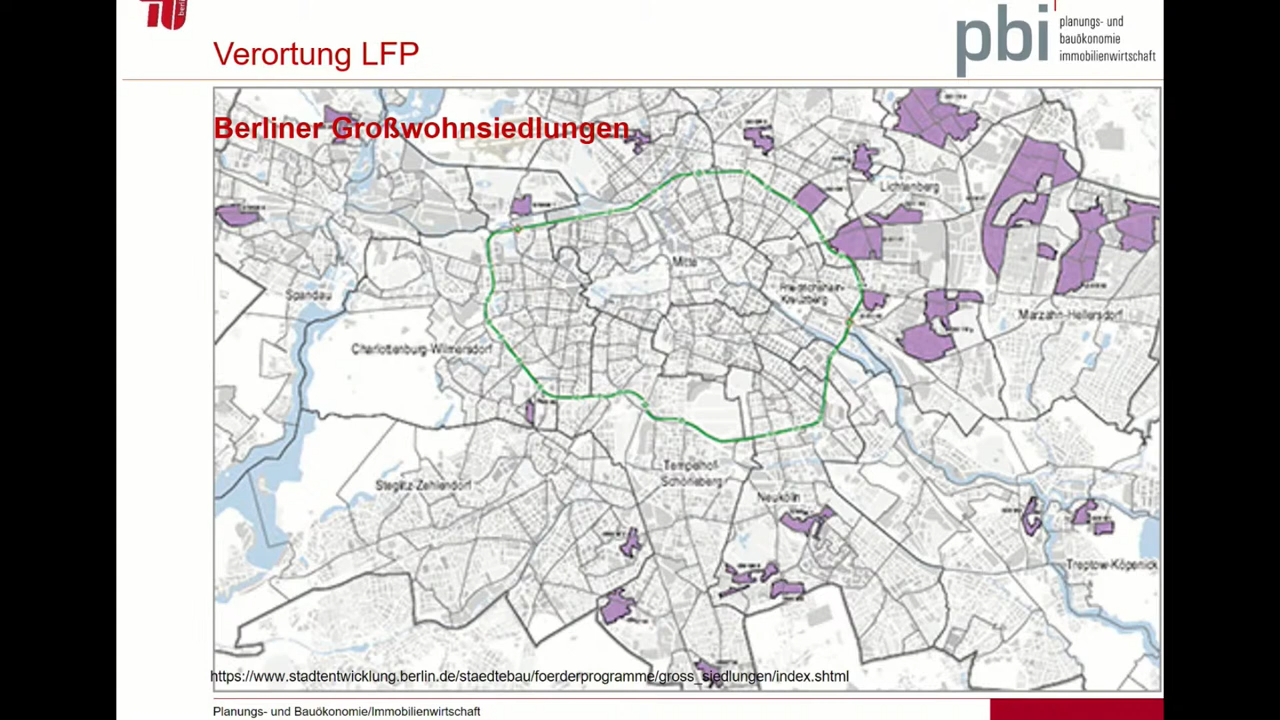 berlin
Verortung LFP
pbi
planungs- und
bauökonomie
immobilienwirtschaft
Berliner Großwohnsiedlungen
Lichtenberg
Mitte
Friedrichshain-
Kreuzberg
Spandau
Marzahn-Hellersdorf
Charlottenburg-Wilmersdorf
Tempelhof-
Schöneberg
Steglitz-Zehlendorf
Neukölln
Treptow-Köpenick
https://www.stadtentwicklung.berlin.de/staedtebau/foerderprogramme/gross_siedlungen/index.shtml
Planungs- und Bauökonomie/Immobilienwirtschaft